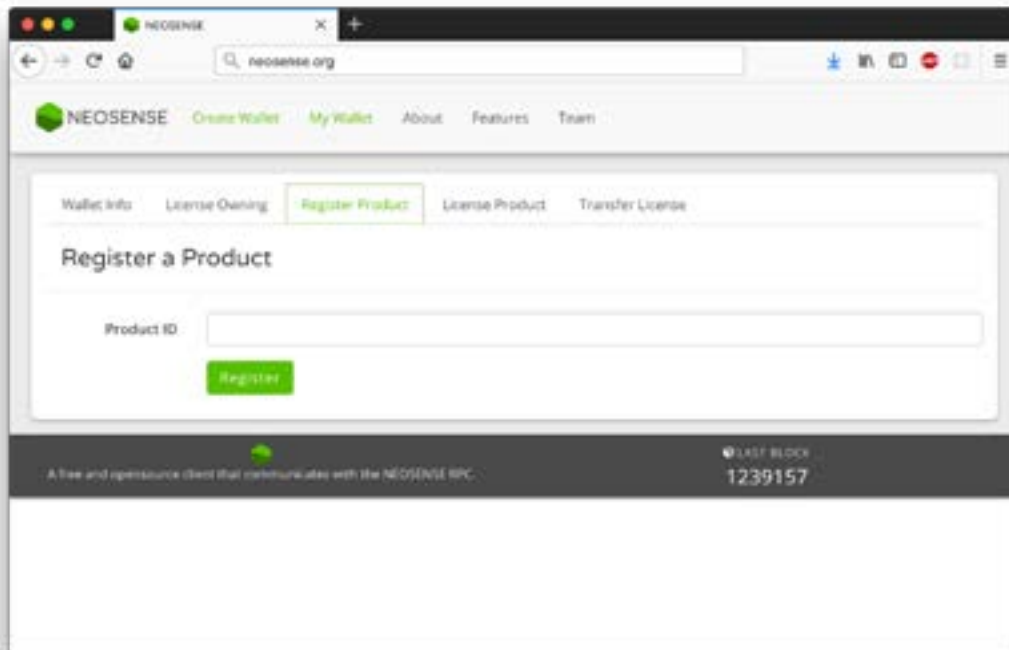 NEOSENSE
neosense.org
NEOSENSE Create Wallet My Wallet About Features Team
Wallet Info License Owning Register Product License Product Transfer License
Register a Product
Product ID
Register
A free and opensource client that communicates with the NEOSENSE RPC.
LAST BLOCK
1239157